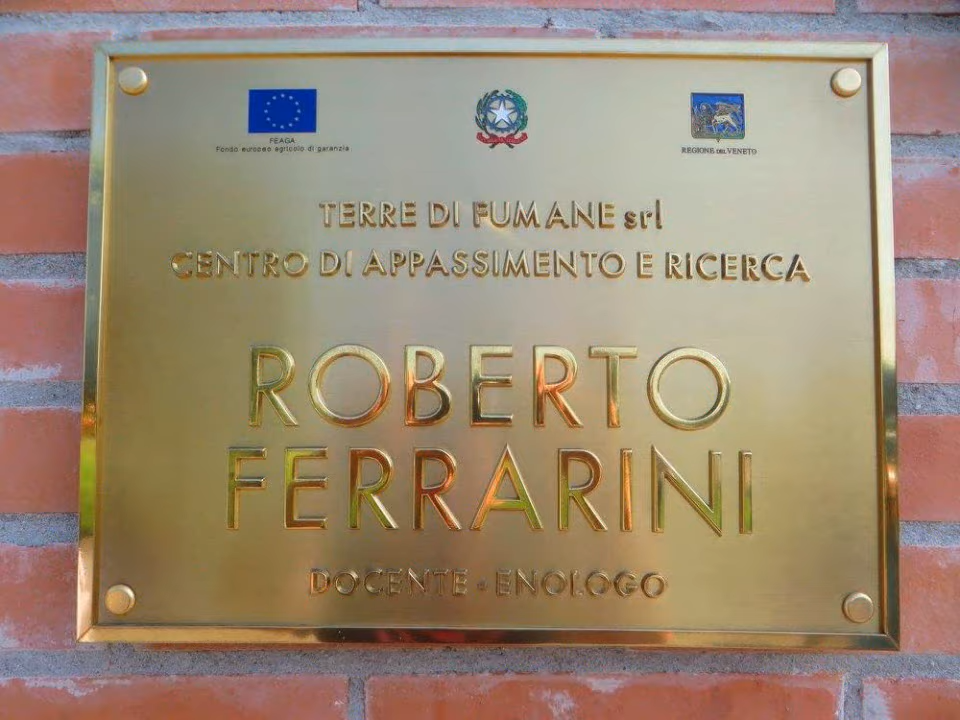 FEAGA
Fondo europeo agricolo di garanzia
REGIONE DEL VENETO
TERRE DI FUMANE srl
CENTRO DI APPASSIMENTO E RICERCA
ROBERTO
FERRARINI
DOCENTE - ENOLOGO